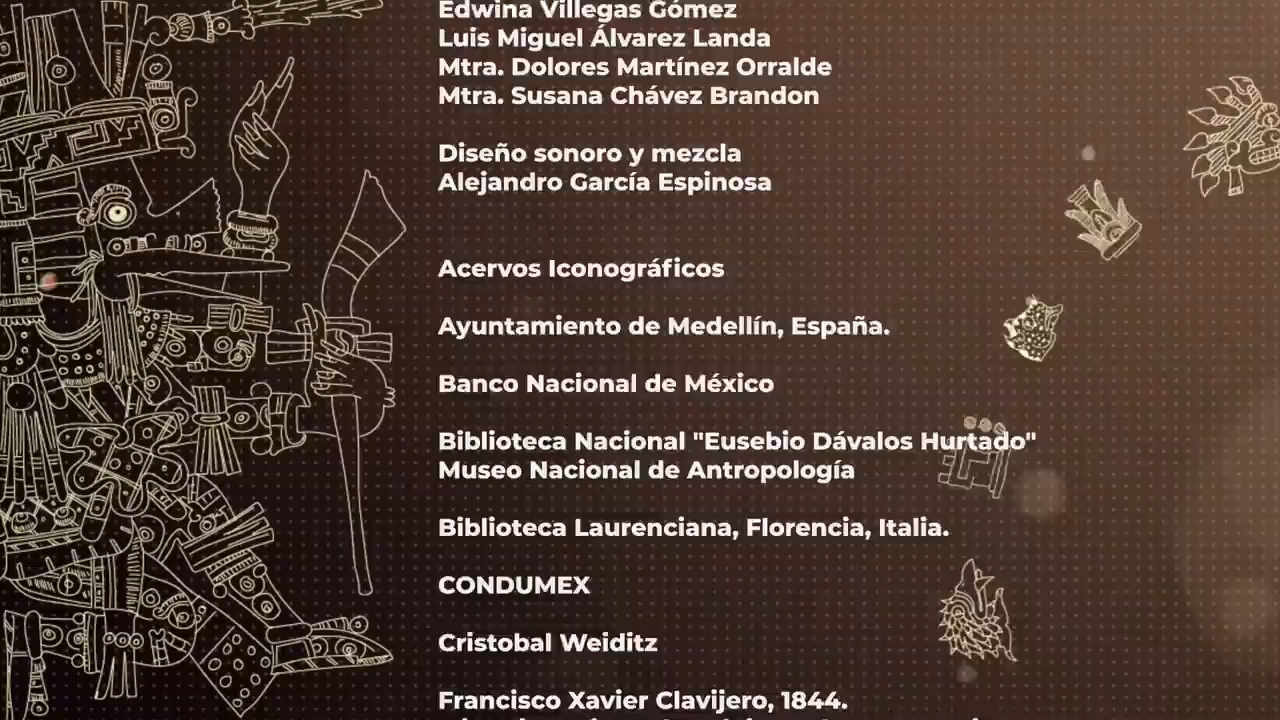 Edwina Villegas Gómez
Luis Miguel Álvarez Landa
Mtra. Dolores Martínez Orralde
Mtra. Susana Chávez Brandon
Diseño sonoro y mezcla
Alejandro García Espinosa
Acervos Iconográficos
Ayuntamiento de Medellín, España.
Banco Nacional de México
Biblioteca Nacional "Eusebio Dávalos Hurtado"
Museo Nacional de Antropología
Biblioteca Laurenciana, Florencia, Italia.
CONDUMEX
Cristobal Weiditz
Francisco Xavier Clavijero, 1844.